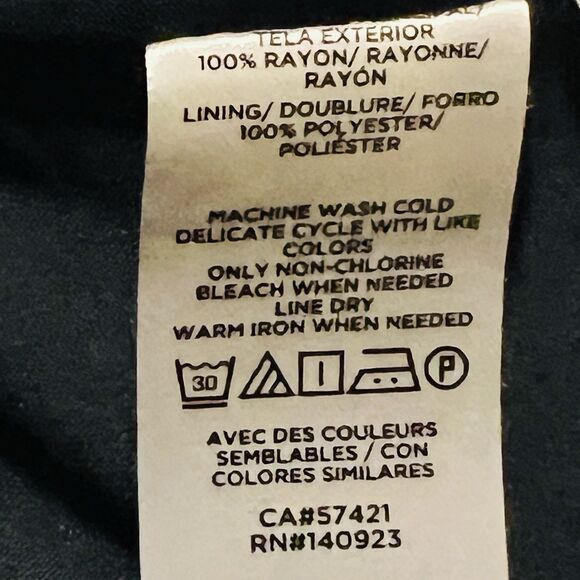 TELA EXTERIOR
100% RAYON/ RAYONNE/
RAYÓN
LINING/ DOUBLURE/ FORRO
100% POLYESTER/
POLIÉSTER
MACHINE WASH COLD
DELICATE CYCLE WITH LIKE
COLORS
ONLY NON-CHLORINE
BLEACH WHEN NEEDED
LINE DRY
WARM IRON WHEN NEEDED
30 P
AVEC DES COULEURS
SEMBLABLES / CON
COLORES SIMILARES
CA#57421
RN#140923